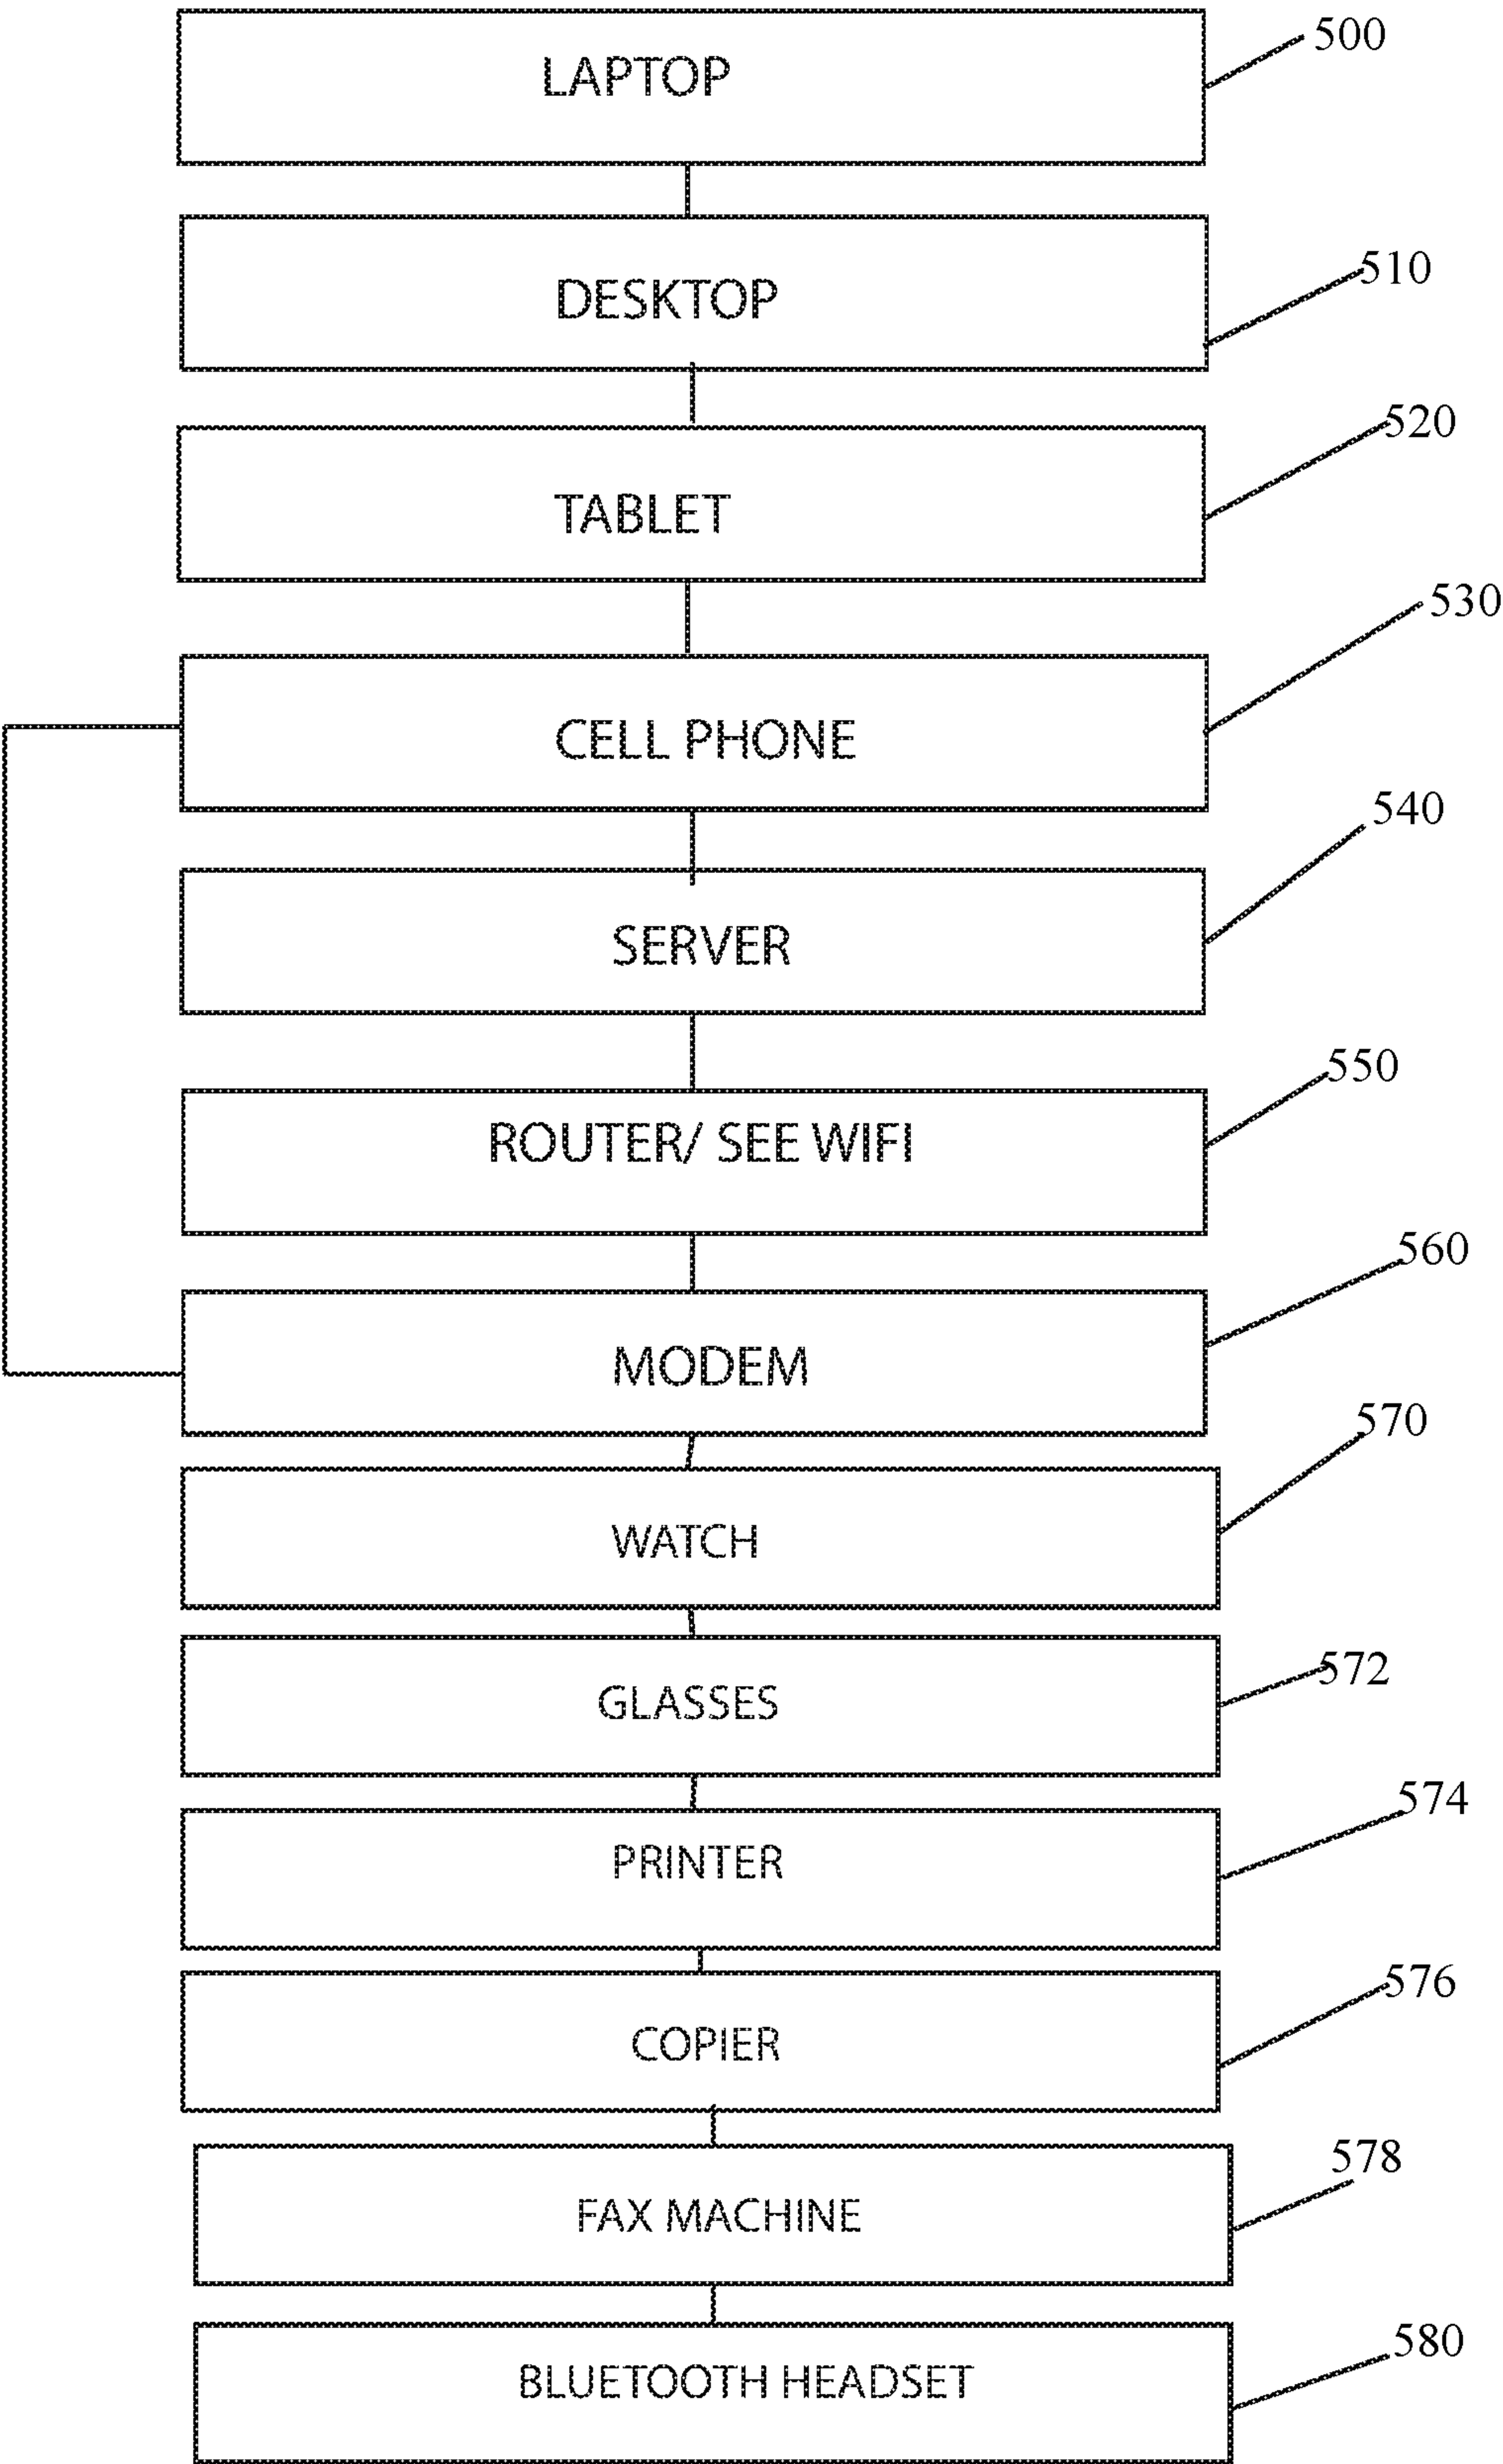 LAPTOP
500
DESKTOP
510
TABLET
520
CELL PHONE
530
SERVER
540
ROUTER/ SEE WIFI
550
MODEM
560
WATCH
570
GLASSES
572
PRINTER
574
COPIER
576
FAX MACHINE
578
BLUETOOTH HEADSET
580